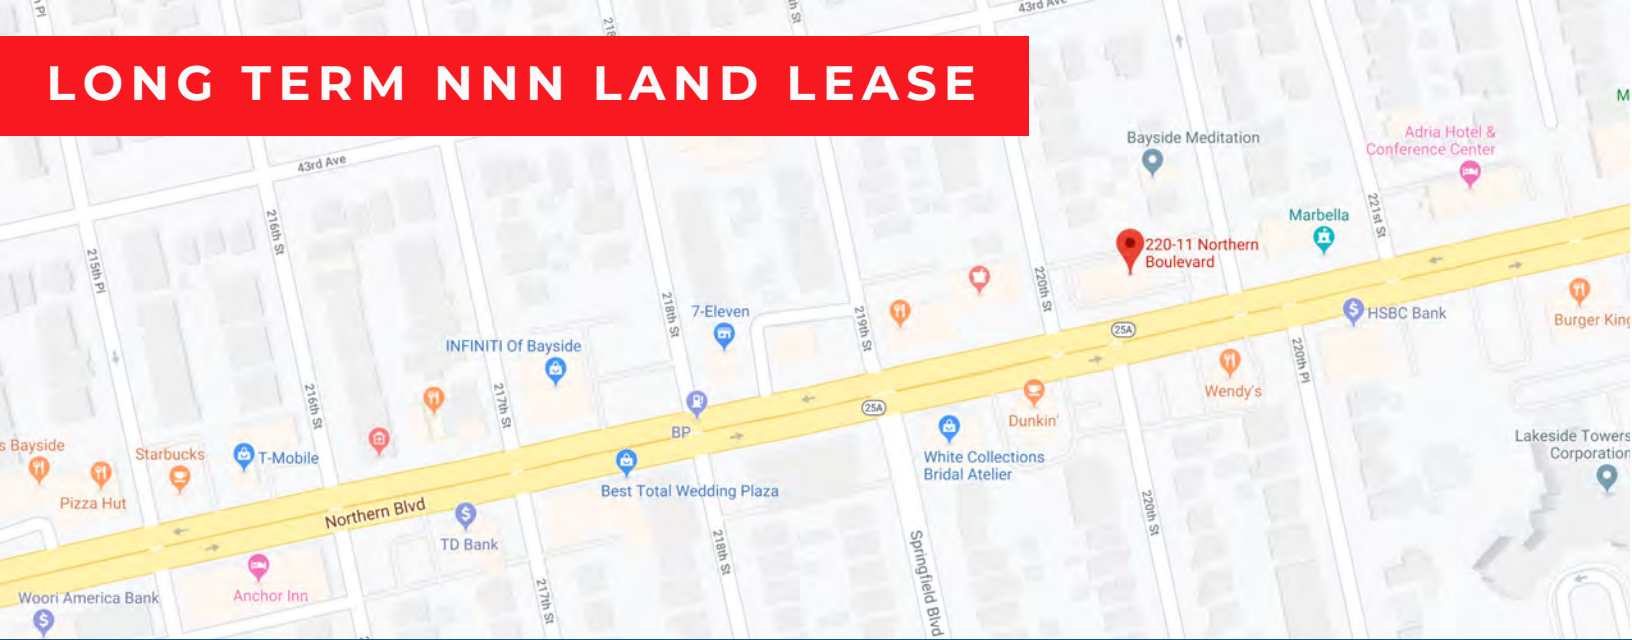 Pl
218
th St
43rd Ave
LONG TERM NNN LAND LEASE
M
Bayside Meditation
Adria Hotel &
Conference Center
43rd Ave
216th St
221st St
Marbella
215th Pl
220-11 Northern
Boulevard
220th St
218th St
7-Eleven
219th St
HSBC Bank
Burger King
25A
INFINITI Of Bayside
220th Pl
216th St
217th St
Wendy's
25A
Dunkin'
BP
s Bayside
Starbucks
T-Mobile
White Collections
Bridal Atelier
Lakeside Towers
Corporation
Pizza Hut
Best Total Wedding Plaza
Northern Blvd
220th St
TD Bank
218th St
Springfield Blvd
Woori America Bank
Anchor Inn
217th St